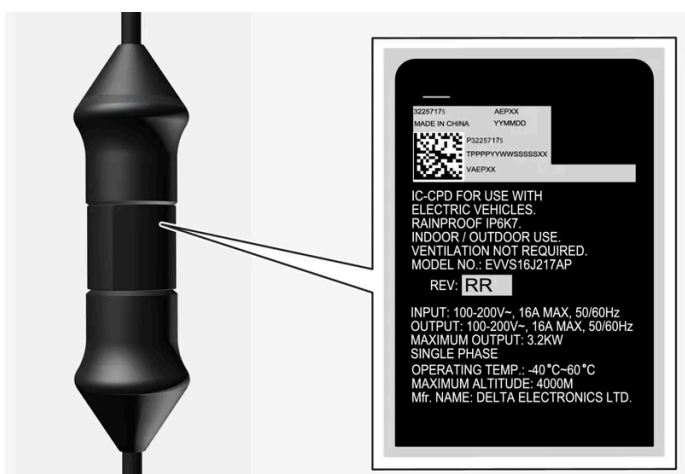 32257175 AEPXX
MADE IN CHINA YYMMDD
P32257175
TPPPPYYWWSSSSSXX
VAEPXX
IC-CPD FOR USE WITH
ELECTRIC VEHICLES.
RAINPROOF IP6K7.
INDOOR / OUTDOOR USE.
VENTILATION NOT REQUIRED.
MODEL NO.: EVVS16J217AP
REV: RR
INPUT: 100-200V~, 16A MAX, 50/60Hz
OUTPUT: 100-200V~, 16A MAX, 50/60Hz
MAXIMUM OUTPUT: 3.2KW
SINGLE PHASE
OPERATING TEMP.: -40°C~60°C
MAXIMUM ALTITUDE: 4000M
Mfr. NAME: DELTA ELECTRONICS LTD.